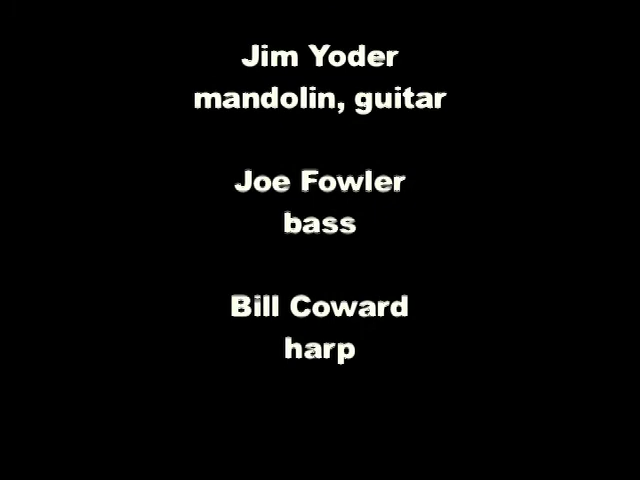 Jim Yoder
mandolin, guitar
Joe Fowler
bass
Bill Coward
harp